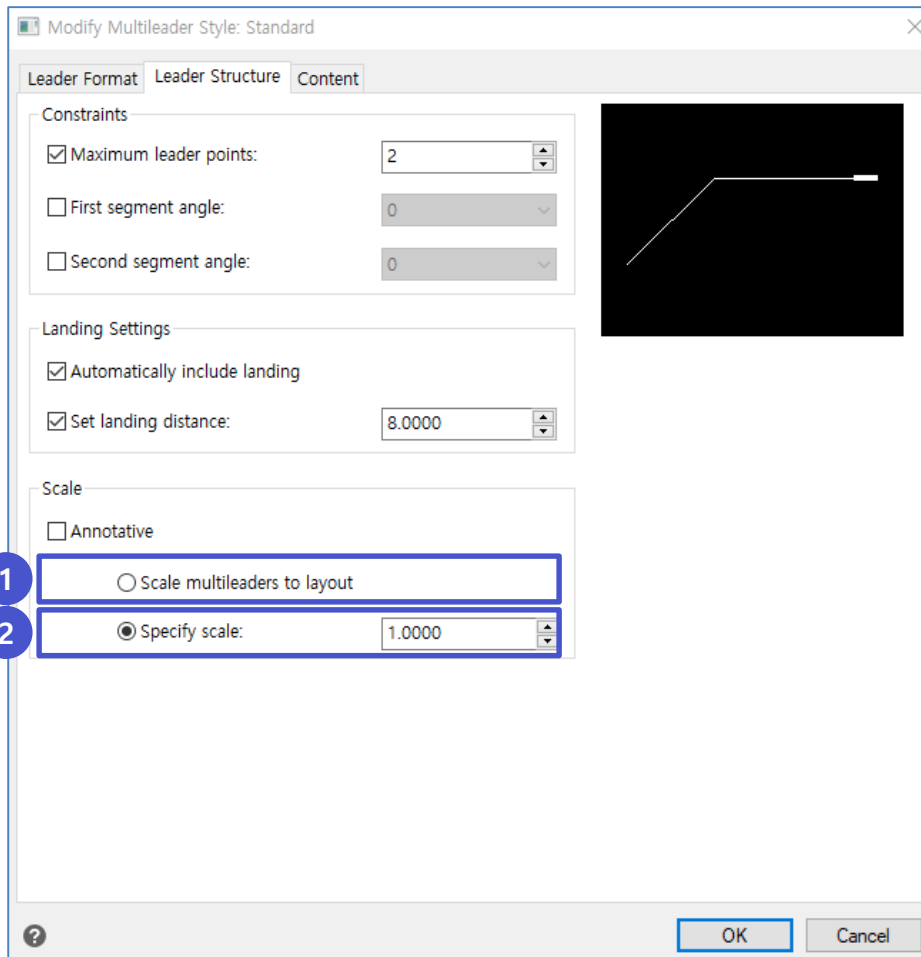 Modify Multileader Style: Standard
Leader Format Leader Structure Content
Constraints
Maximum leader points: 2
First segment angle: 0
Second segment angle: 0
Landing Settings
Automatically include landing
Set landing distance: 8.0000
Scale
Annotative
1 Scale multileaders to layout
2 Specify scale: 1.0000
? OK Cancel